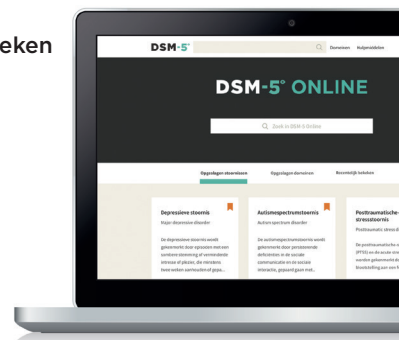 eken
DSM-5®
Domeinen Hulpmiddelen
DSM-5® ONLINE
Zoek in DSM-5 Online
Opgeslagen stoornissen Opgeslagen domeinen Recentelijk bekeken
Depressieve stoornis
Major depressive disorder
De depressieve stoornis wordt
gekenmerkt door episoden met een
sombere stemming of verminderde
interesse of plezier, die minstens
twee weken aanhouden of gepa...
Autismespectrumstoornis
Autism spectrum disorder
De autismespectrumstoornis wordt
gekenmerkt door persisterende
deficiënties in de sociale
communicatie en de sociale
interactie, gepaard gaan met...
Posttraumatische-
stressstoornis
Posttraumatic stress di
De posttraumatische-s
(PTSS) en de acute stre
worden gekenmerkt d
blootstelling aan een f